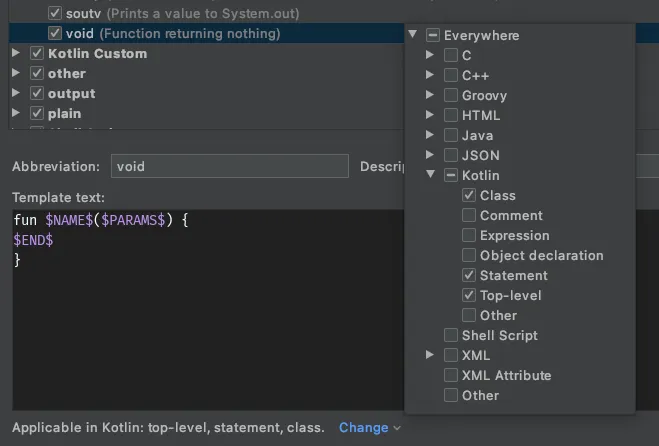 soutv (Prints a value to System.out)
void (Function returning nothing)
Kotlin Custom
other
output
plain
Abbreviation: void Descrip
Template text:
fun $NAME$($PARAMS$) {
$END$
}
Applicable in Kotlin: top-level, statement, class. Change
Everywhere
C
C++
Groovy
HTML
Java
JSON
Kotlin
Class
Comment
Expression
Object declaration
Statement
Top-level
Other
Shell Script
XML
XML Attribute
Other